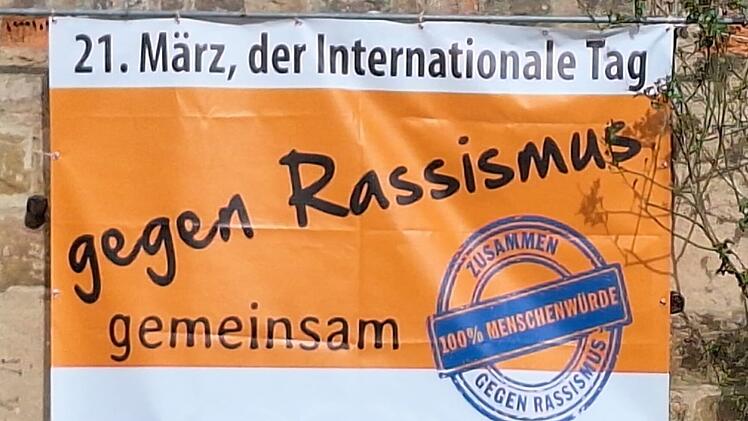 21. März, der Internationale Tag
gegen Rassismus
gemeinsam
ZUSAMMEN
100% MENSCHENWÜRDE
GEGEN RASSISMUS